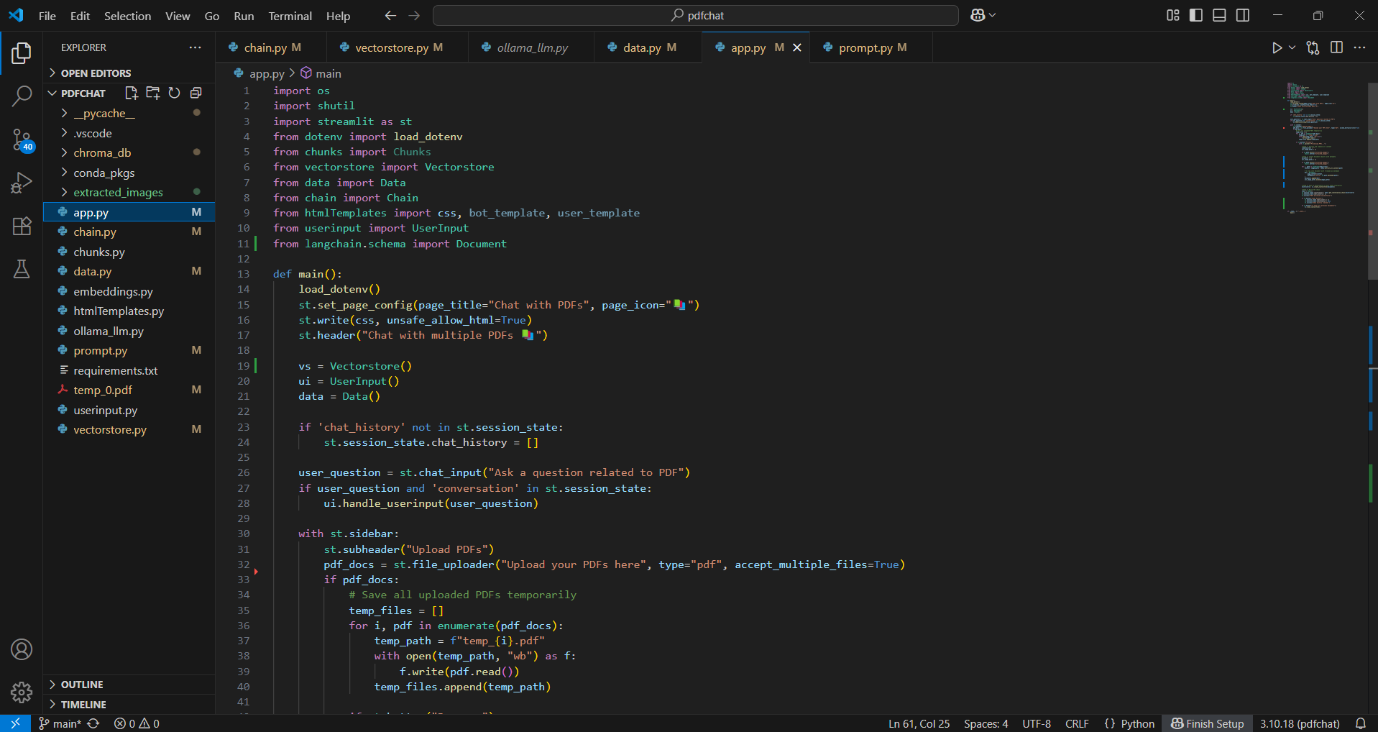 File Edit Selection View Go Run Terminal Help
pdfchat
EXPLORER
OPEN EDITORS
PDFCHAT
__pycache__
.vscode
chroma_db
conda_pkgs
extracted_images
app.py M
chain.py M
chunks.py
data.py M
embeddings.py
htmlTemplates.py
ollama_llm.py
prompt.py M
requirements.txt
temp_0.pdf M
userinput.py
vectorstore.py M
OUTLINE
TIMELINE
40
chain.py M vectorstore.py M ollama_llm.py data.py M app.py M prompt.py M
app.py > main
1 import os
2 import shutil
3 import streamlit as st
4 from dotenv import load_dotenv
5 from chunks import Chunks
6 from vectorstore import Vectorstore
7 from data import Data
8 from chain import Chain
9 from htmlTemplates import css, bot_template, user_template
10 from userinput import UserInput
11 from langchain.schema import Document
12
13 def main():
14 load_dotenv()
15 st.set_page_config(page_title="Chat with PDFs", page_icon="📚")
16 st.write(css, unsafe_allow_html=True)
17 st.header("Chat with multiple PDFs 📚")
18
19 vs = Vectorstore()
20 ui = UserInput()
21 data = Data()
22
23 if 'chat_history' not in st.session_state:
24 st.session_state.chat_history = []
25
26 user_question = st.chat_input("Ask a question related to PDF")
27 if user_question and 'conversation' in st.session_state:
28 ui.handle_userinput(user_question)
29
30 with st.sidebar:
31 st.subheader("Upload PDFs")
32 pdf_docs = st.file_uploader("Upload your PDFs here", type="pdf", accept_multiple_files=True)
33 if pdf_docs:
34 # Save all uploaded PDFs temporarily
35 temp_files = []
36 for i, pdf in enumerate(pdf_docs):
37 temp_path = f"temp_{i}.pdf"
38 with open(temp_path, "wb") as f:
39 f.write(pdf.read())
40 temp_files.append(temp_path)
41
main* 0 0 Ln 61, Col 25 Spaces: 4 UTF-8 CRLF {} Python Finish Setup 3.10.18 (pdfchat)